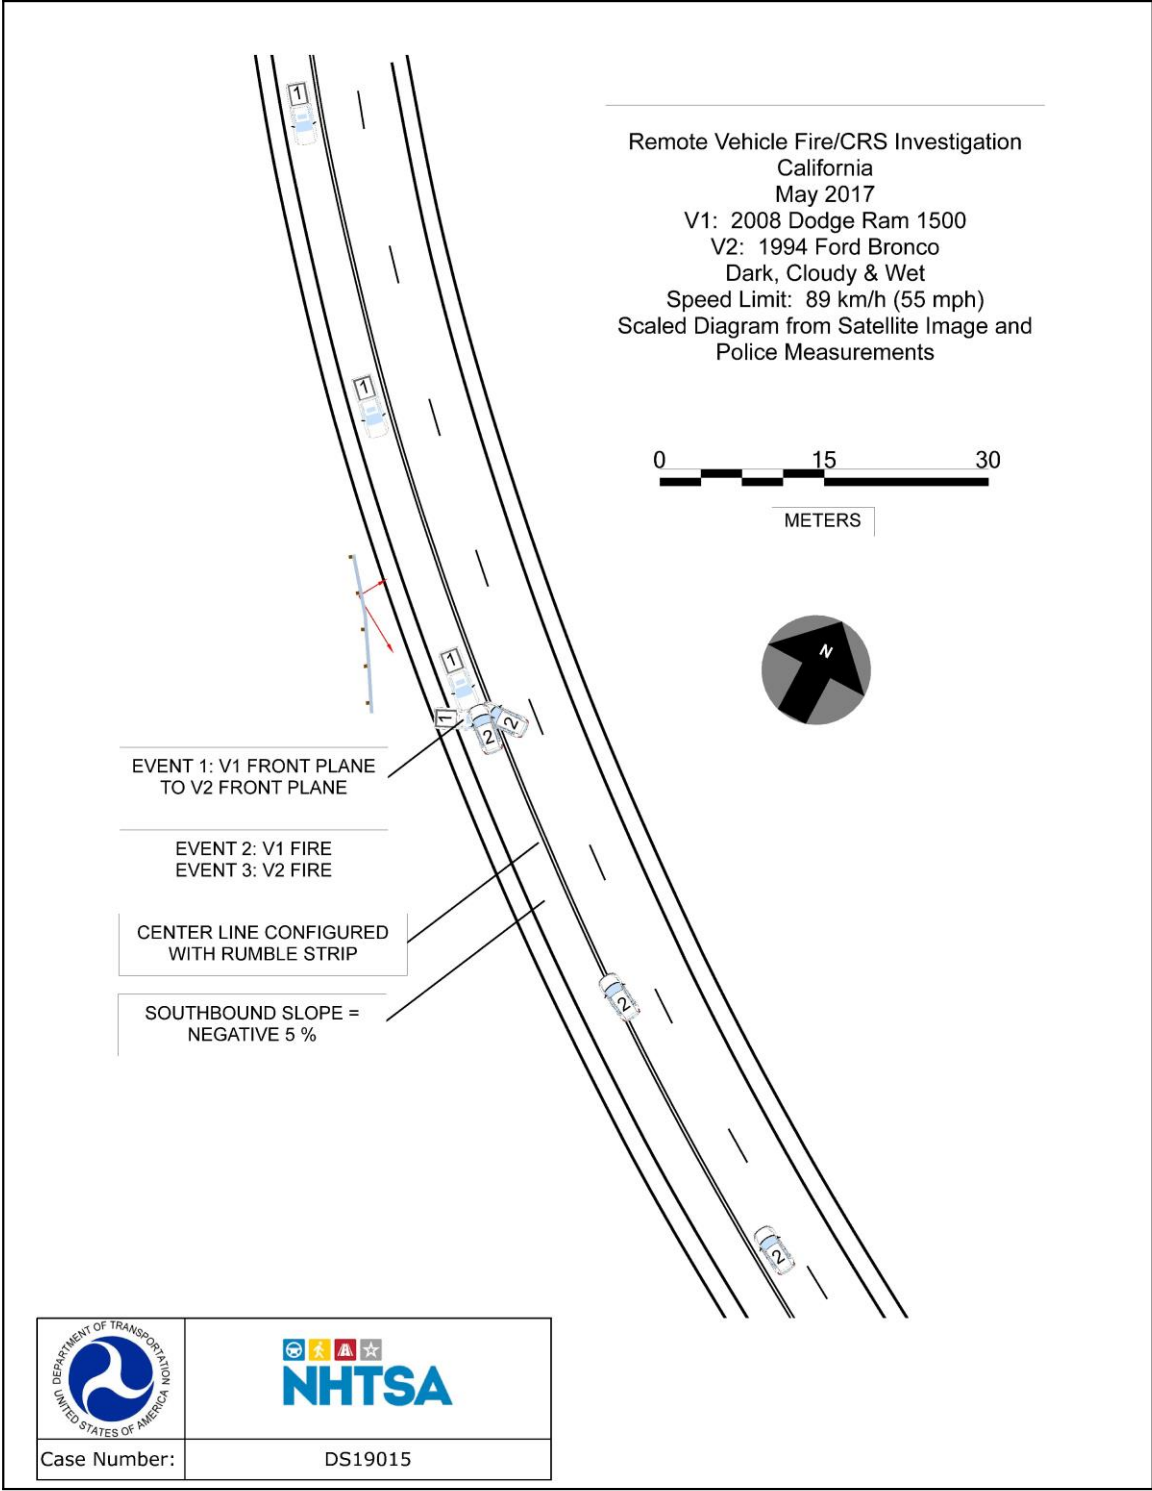 1
Remote Vehicle Fire/CRS Investigation
California
May 2017
V1: 2008 Dodge Ram 1500
V2: 1994 Ford Bronco
Dark, Cloudy & Wet
Speed Limit: 89 km/h (55 mph)
Scaled Diagram from Satellite Image and
Police Measurements
1
0 15 30
METERS
N
1
1
2
2
EVENT 1: V1 FRONT PLANE
TO V2 FRONT PLANE
EVENT 2: V1 FIRE
EVENT 3: V2 FIRE
CENTER LINE CONFIGURED
WITH RUMBLE STRIP
2
SOUTHBOUND SLOPE =
NEGATIVE 5 %
2
DEPARTMENT OF TRANSPORTATION
UNITED STATES OF AMERICA
NHTSA
Case Number: DS19015